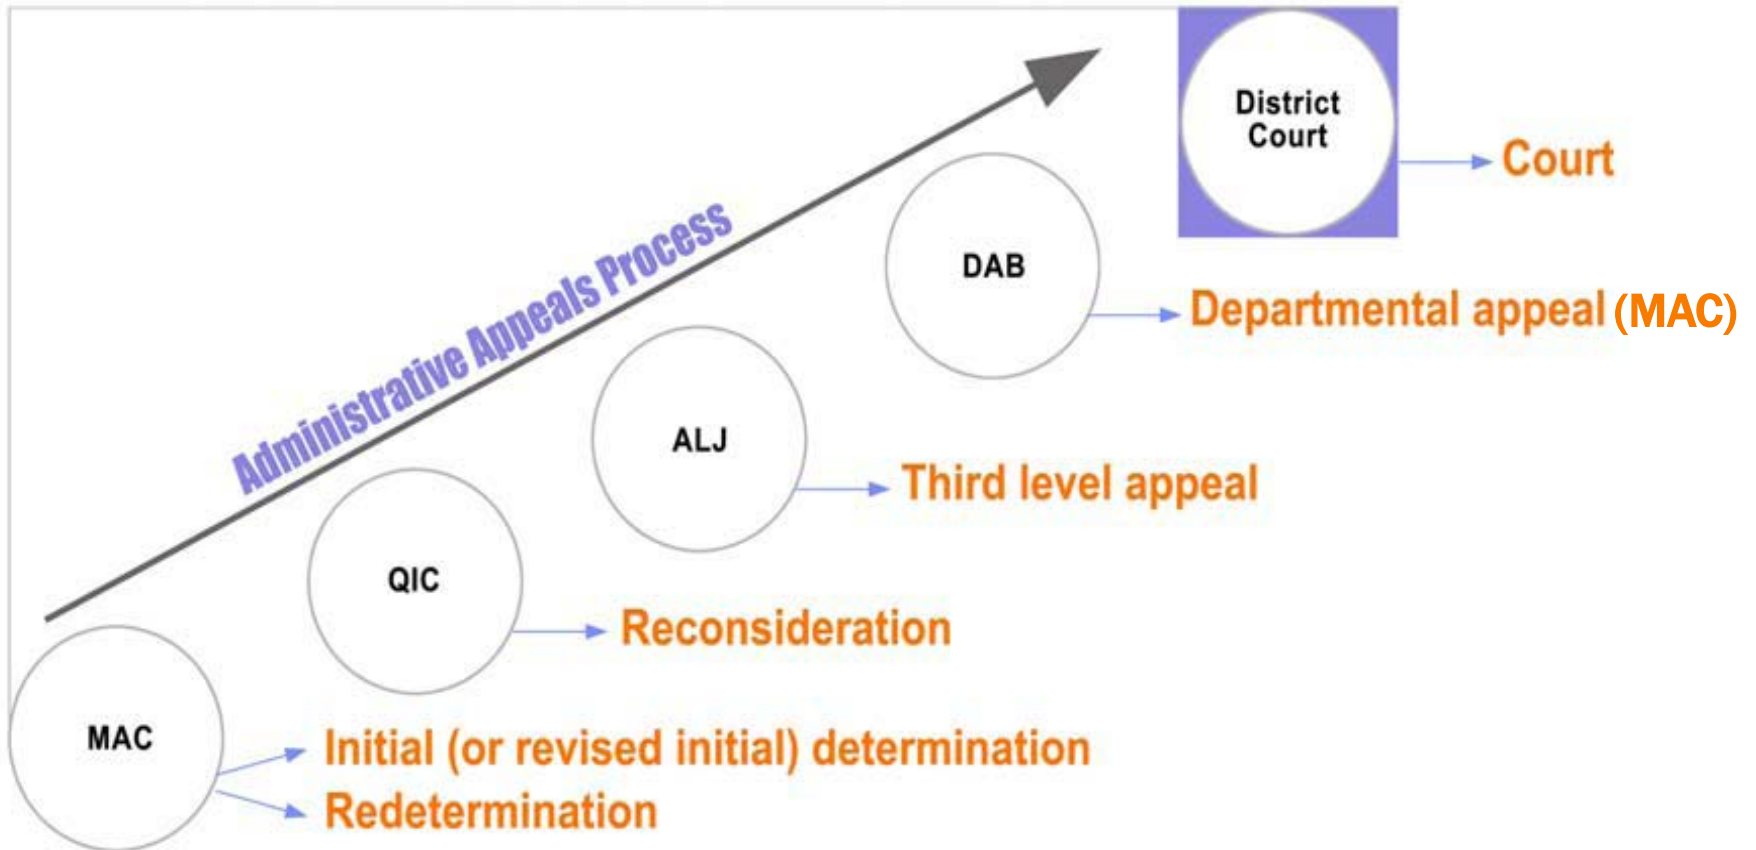 District
Court
Court
DAB
Departmental appeal (MAC)
Administrative Appeals Process
ALJ
Third level appeal
QIC
Reconsideration
MAC
Initial (or revised initial) determination
Redetermination